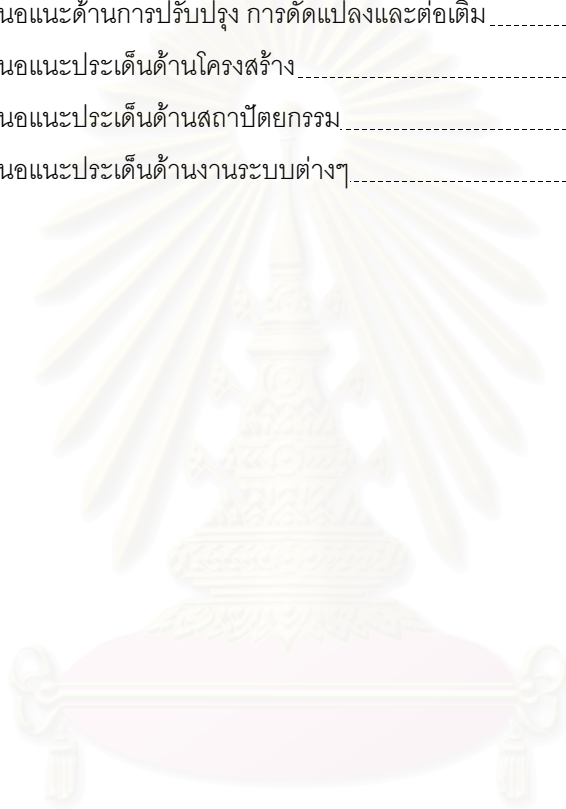 นอแนะด้านการปรับปรุง การดัดแปลงและต่อเติม
นอแนะประเด็นด้านโครงสร้าง
นอแนะประเด็นด้านสถาปัตยกรรม
นอแนะประเด็นด้านงานระบบต่างๆ